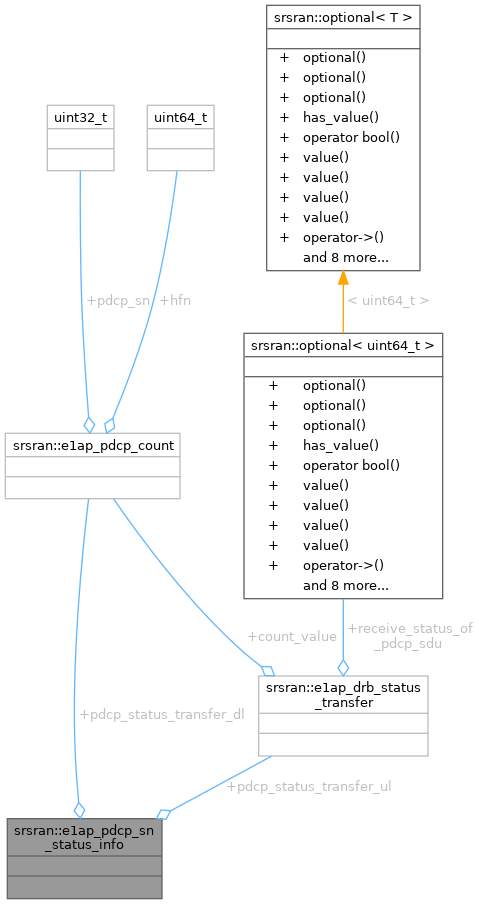 srsran::optional< T >
+ optional()
+ optional()
+ optional()
+ has_value()
+ operator bool()
+ value()
+ value()
+ value()
+ value()
+ operator->()
and 8 more...
uint32_t
uint64_t
+pdcp_sn
+hfn
< uint64_t >
srsran::optional< uint64_t >
+ optional()
+ optional()
+ optional()
+ has_value()
+ operator bool()
+ value()
+ value()
+ value()
+ value()
+ operator->()
and 8 more...
srsran::e1ap_pdcp_count
+count_value
+receive_status_of
_pdcp_sdu
srsran::e1ap_drb_status
_transfer
+pdcp_status_transfer_dl
+pdcp_status_transfer_ul
srsran::e1ap_pdcp_sn
_status_info